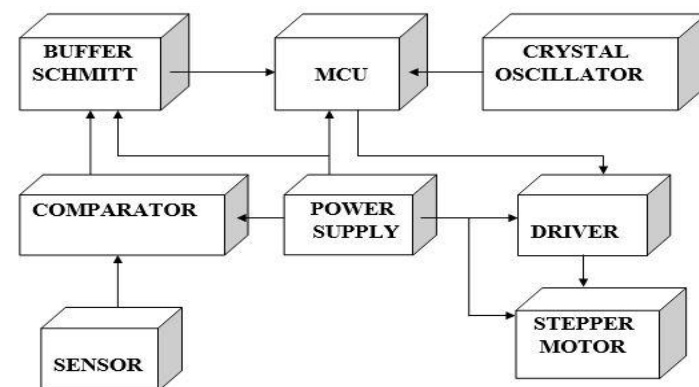 BUFFER
SCHMITT
MCU
CRYSTAL
OSCILLATOR
COMPARATOR
POWER
SUPPLY
DRIVER
SENSOR
STEPPER
MOTOR